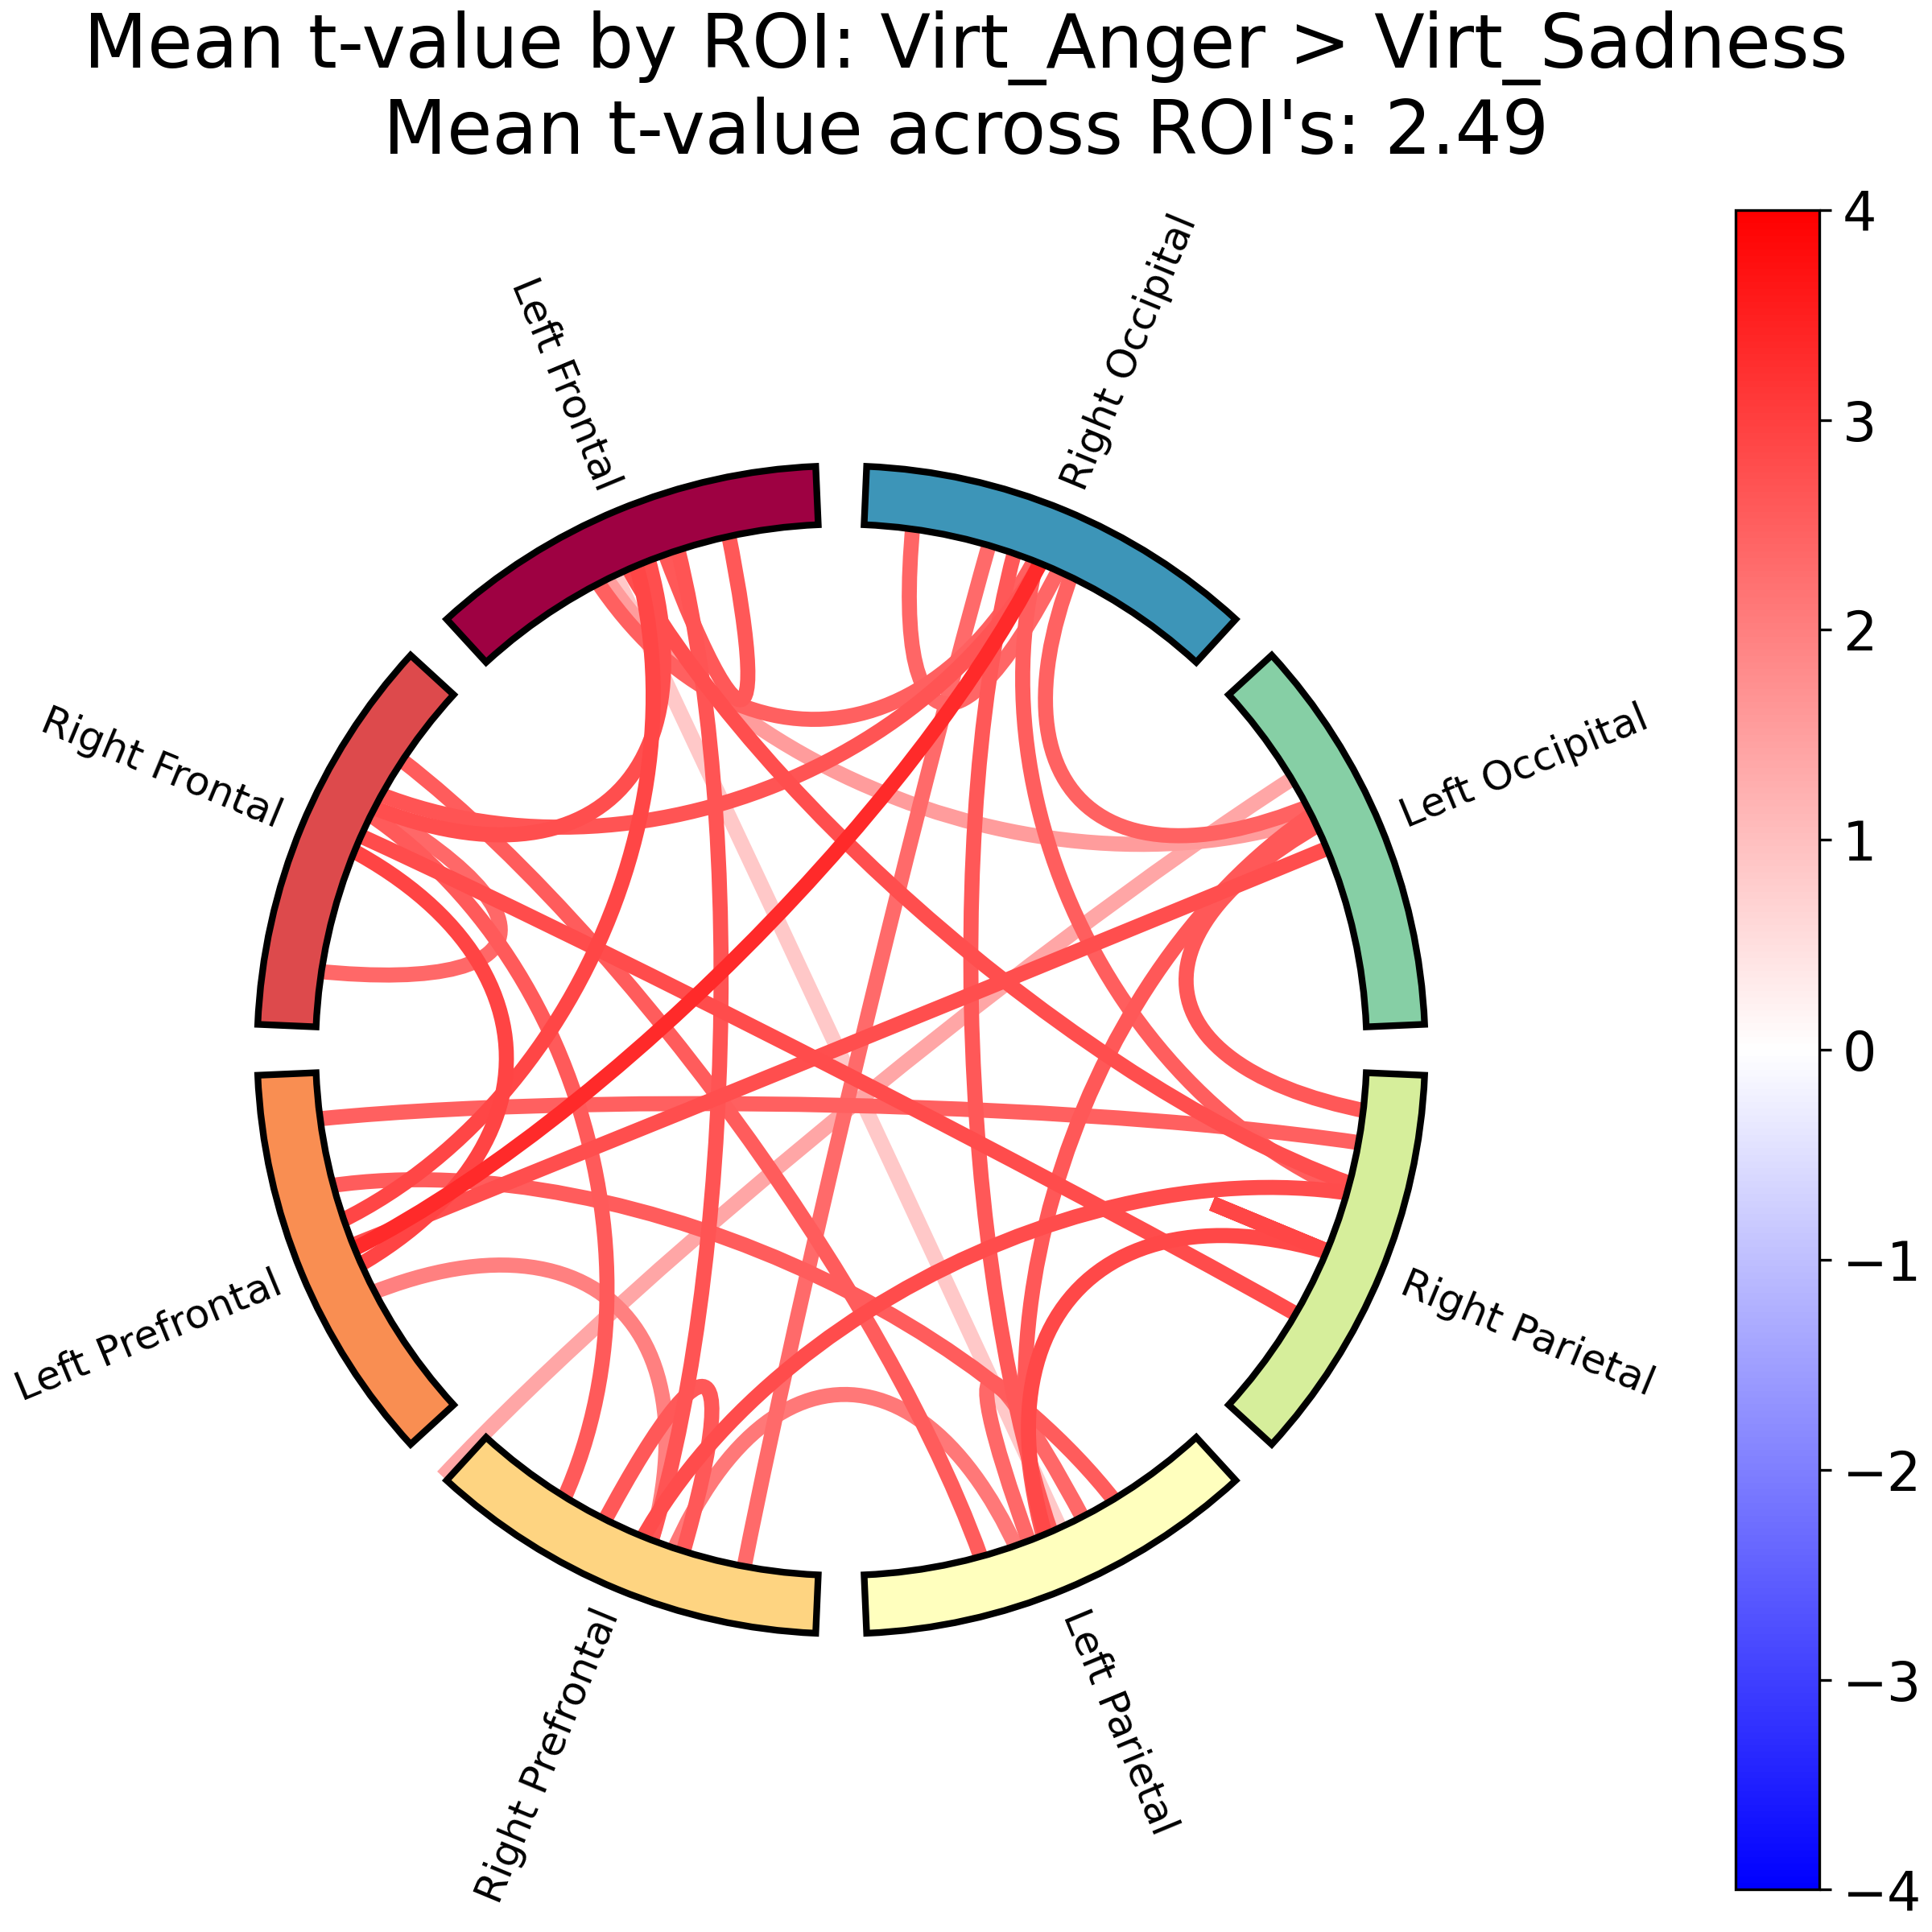 Mean t-value by ROI: Virt_Anger > Virt_Sadness
Mean t-value across ROI's: 2.49
Left Frontal
Right Occipital
Right Frontal
Left Occipital
Left Prefrontal
Right Parietal
Right Prefrontal
Left Parietal
4
3
2
1
0
−1
−2
−3
−4